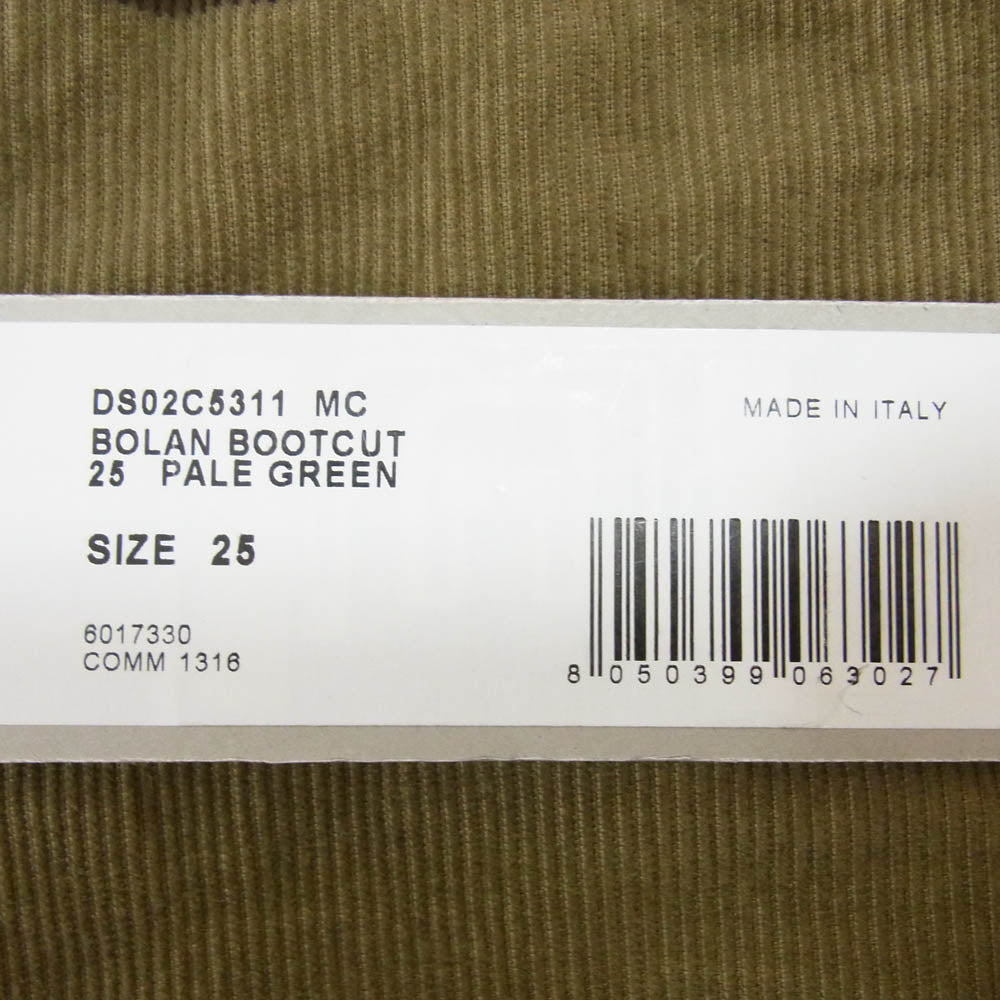 DS02C5311 MC
BOLAN BOOTCUT
25 PALE GREEN
MADE IN ITALY
SIZE 25
6017330
COMM 1316
8 050399 063027